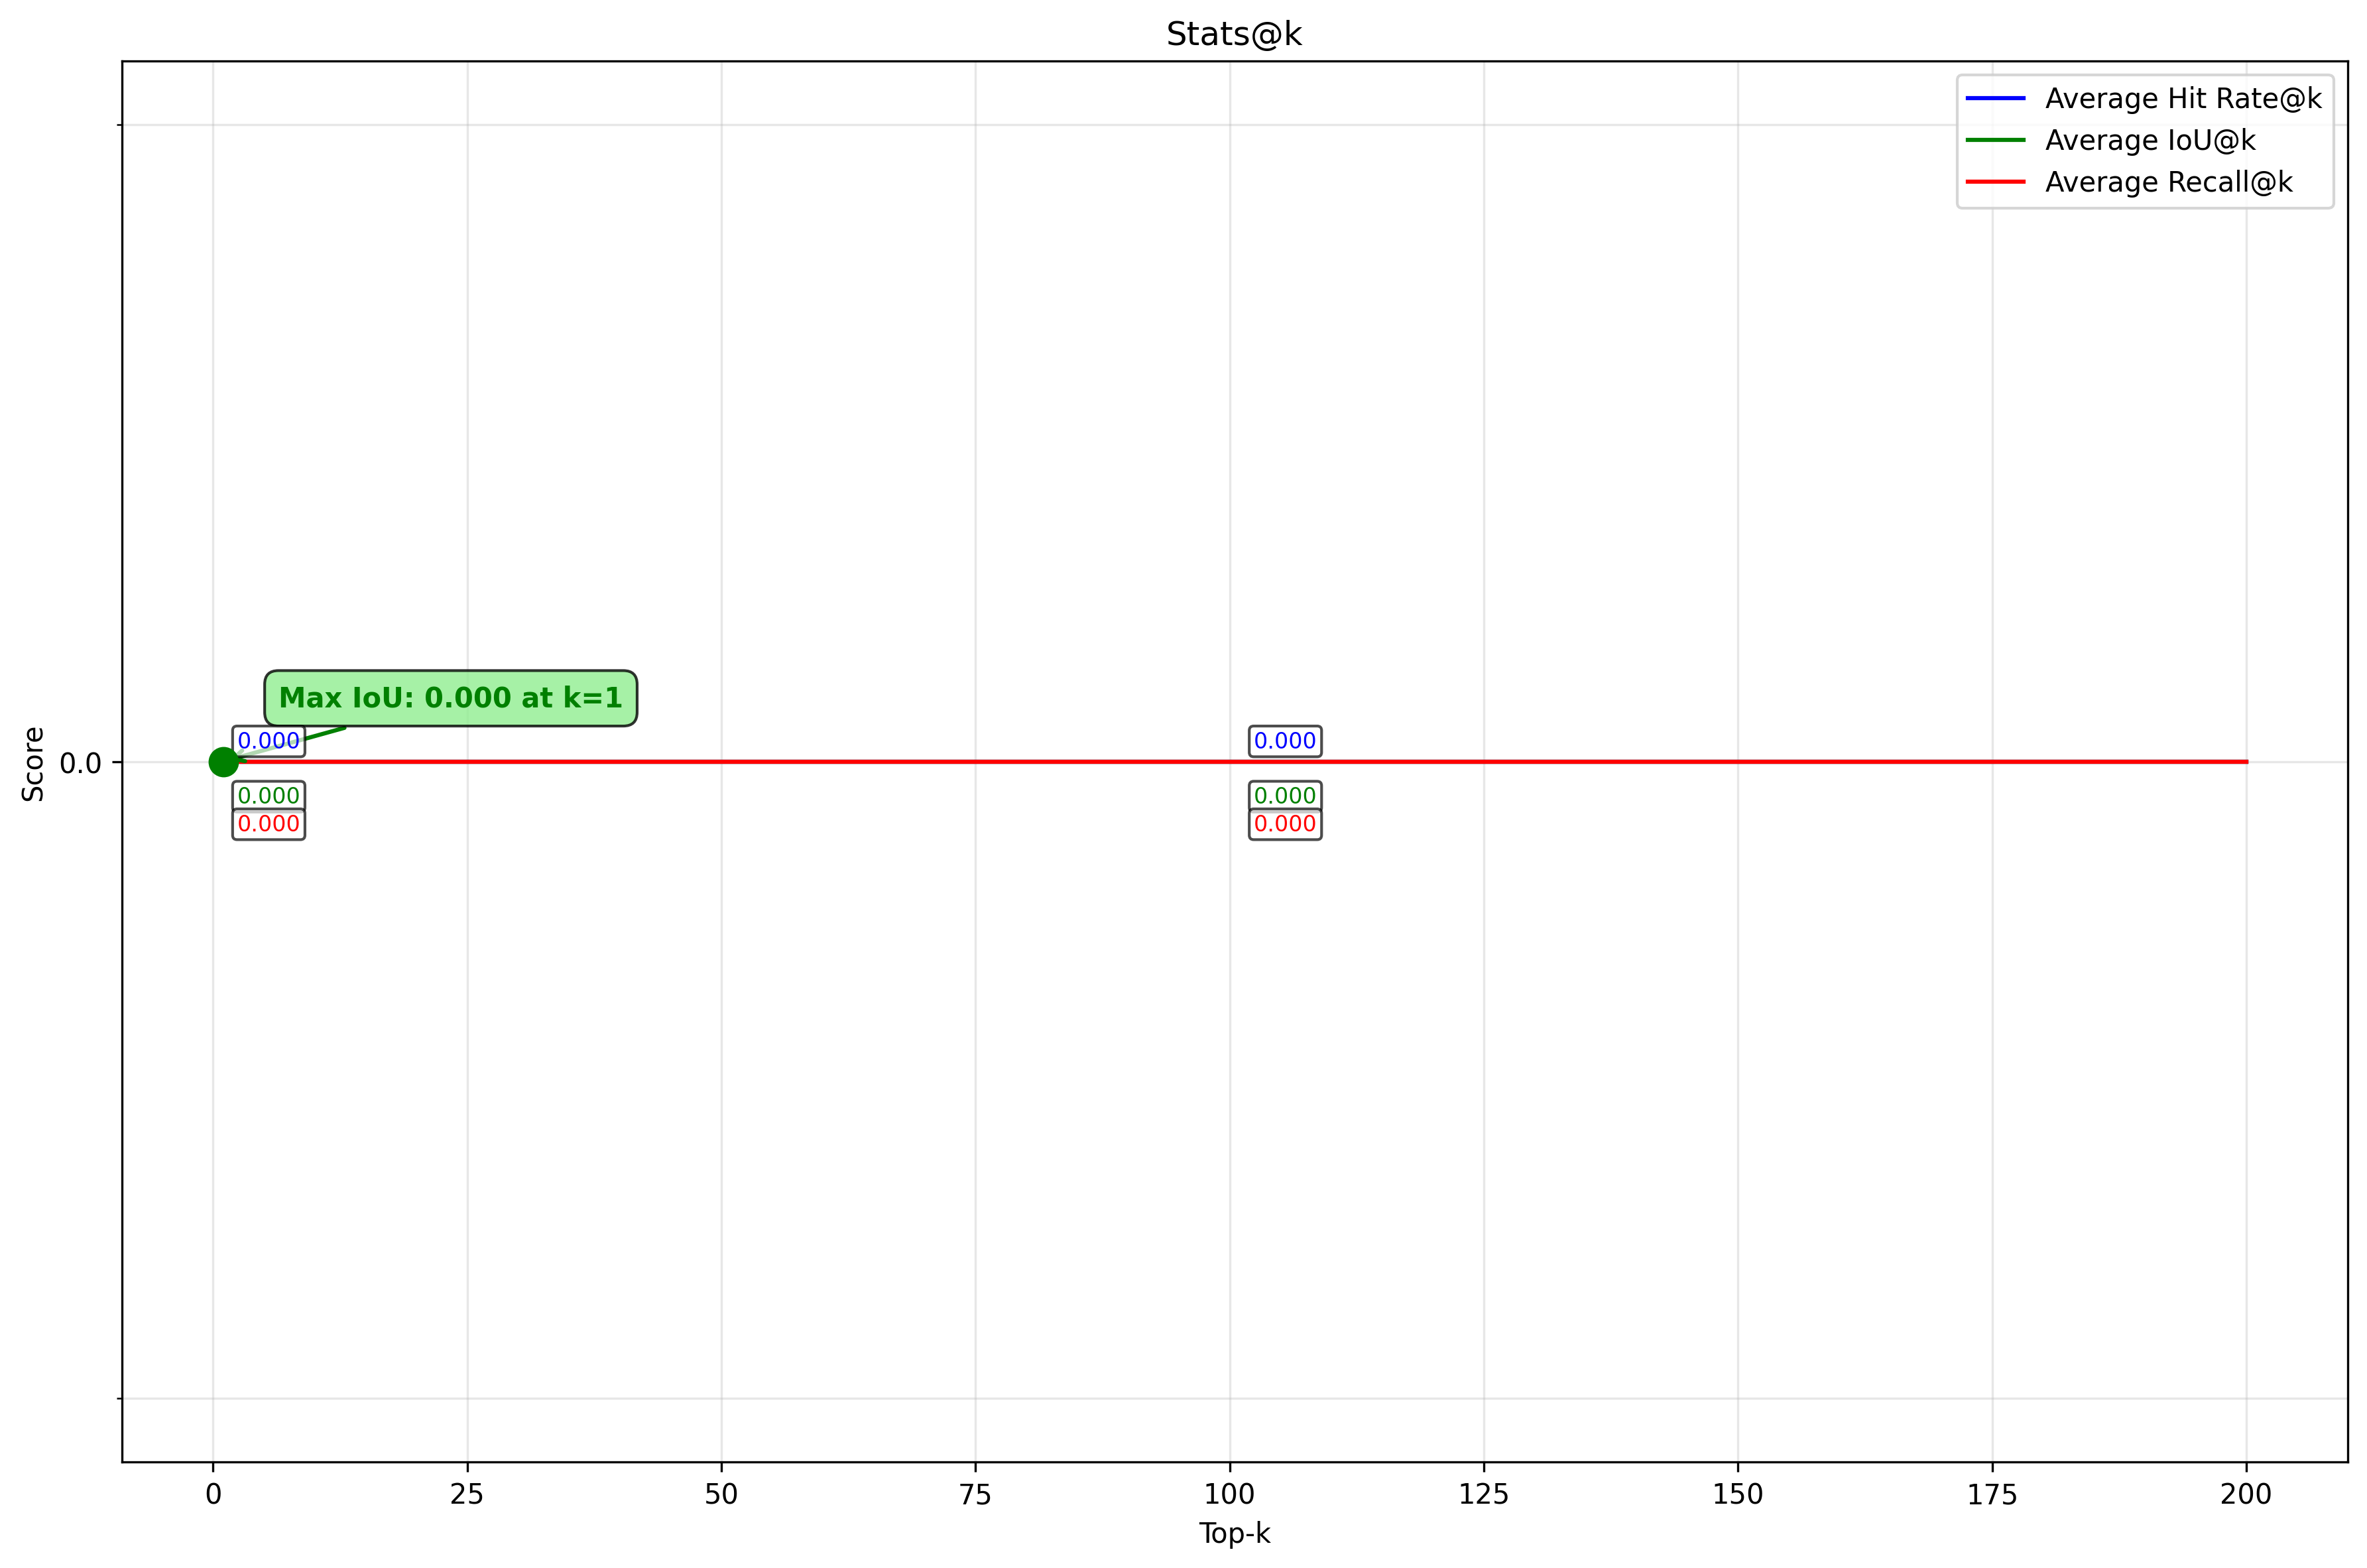 Stats@k
Average Hit Rate@k
Average IoU@k
Average Recall@k
Max IoU: 0.000 at k=1
0.000
0.000
Score
0.0
0.000
0.000
0.000
0.000
0 25 50 75 100 125 150 175 200
Top-k